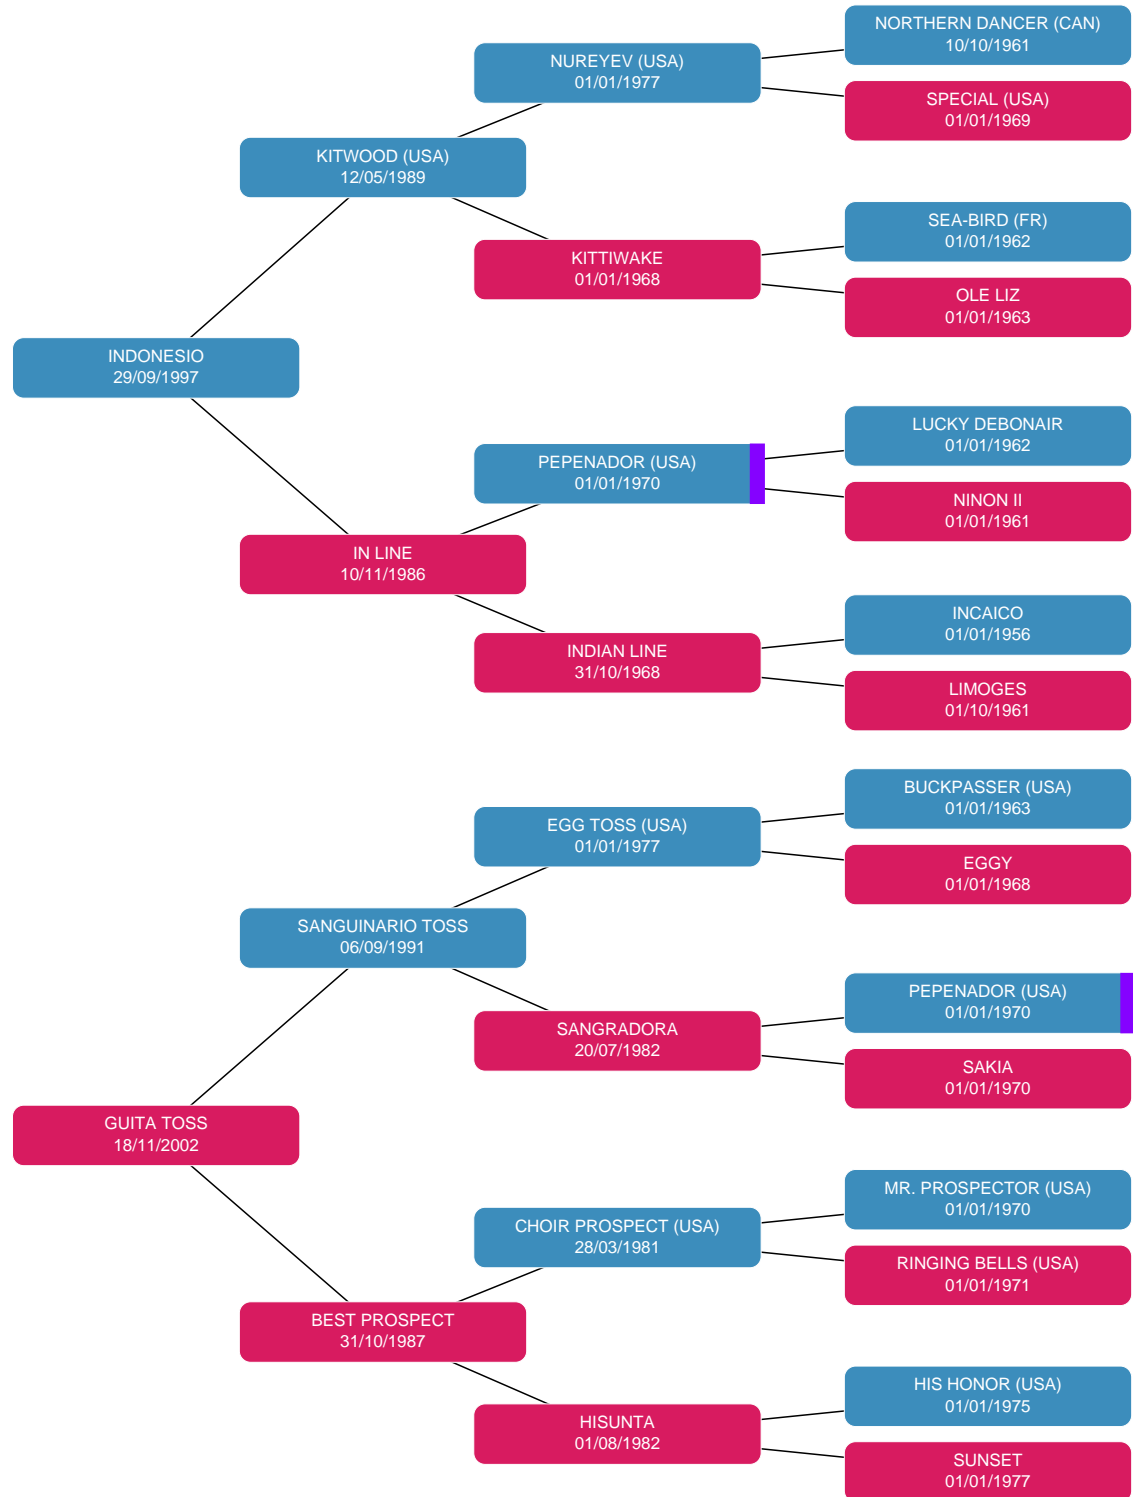 NORTHERN DANCER (CAN)
10/10/1961
NUREYEV (USA)
01/01/1977
SPECIAL (USA)
01/01/1969
KITWOOD (USA)
12/05/1989
SEA-BIRD (FR)
01/01/1962
KITTIWAKE
01/01/1968
OLE LIZ
01/01/1963
INDONESIO
29/09/1997
LUCKY DEBONAIR
01/01/1962
PEPENADOR (USA)
01/01/1970
NINON II
01/01/1961
IN LINE
10/11/1986
INCAICO
01/01/1956
INDIAN LINE
31/10/1968
LIMOGES
01/10/1961
BUCKPASSER (USA)
01/01/1963
EGG TOSS (USA)
01/01/1977
EGGY
01/01/1968
SANGUINARIO TOSS
06/09/1991
PEPENADOR (USA)
01/01/1970
SANGRADORA
20/07/1982
SAKIA
01/01/1970
GUITA TOSS
18/11/2002
MR. PROSPECTOR (USA)
01/01/1970
CHOIR PROSPECT (USA)
28/03/1981
RINGING BELLS (USA)
01/01/1971
BEST PROSPECT
31/10/1987
HIS HONOR (USA)
01/01/1975
HISUNTA
01/08/1982
SUNSET
01/01/1977